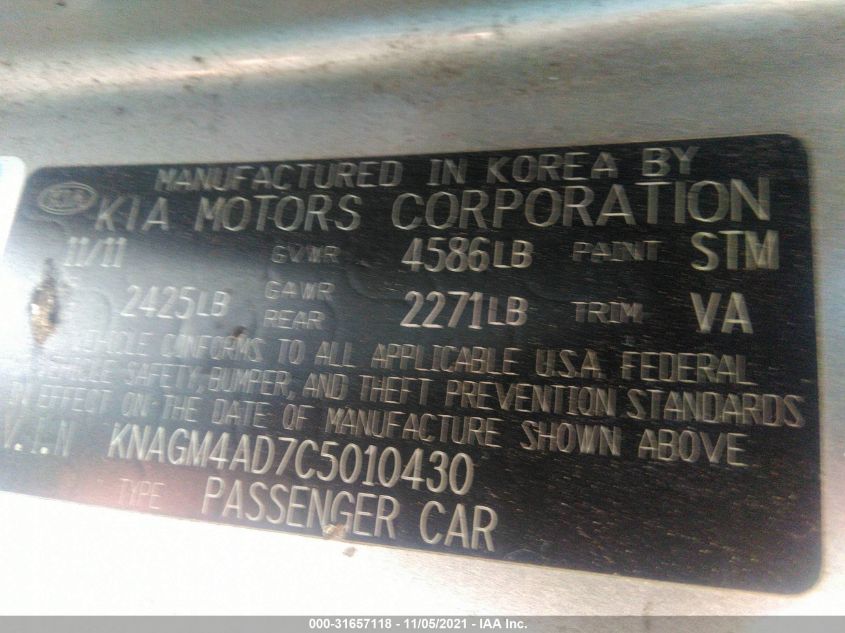 KIA
MANUFACTURED IN KOREA BY
KIA MOTORS CORPORATION
11/11 GVWR 4586LB PAINT STM
2425LB GAWR REAR 2271LB TRIM VA
VEHICLE CONFORMS TO ALL APPLICABLE U.S.A. FEDERAL
SAFETY, BUMPER, AND THEFT PREVENTION STANDARDS
EFFECT ON THE DATE OF MANUFACTURE SHOWN ABOVE
V.I.N KNAGM4AD7C5010430
TYPE PASSENGER CAR
000-31657118 - 11/05/2021 - IAA Inc.